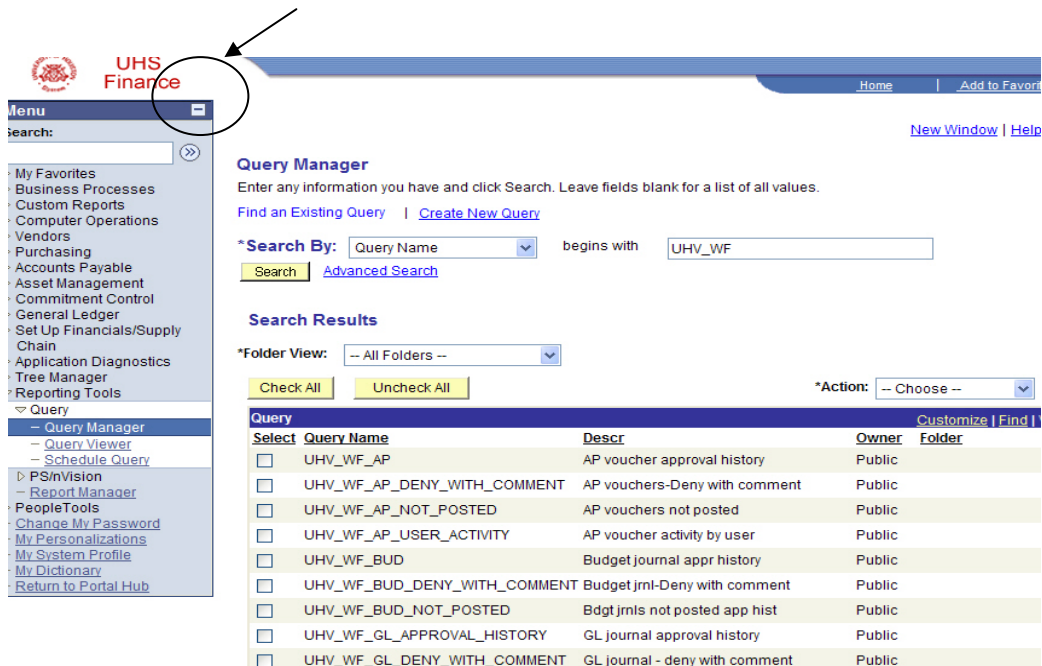 UHS
Finance
Home | Add to Favorit
Menu
New Window | Help
Search:
Query Manager
Enter any information you have and click Search. Leave fields blank for a list of all values.
Find an Existing Query | Create New Query
*Search By: Query Name begins with UHV_WF
Search Advanced Search
Search Results
*Folder View: -- All Folders --
Check All Uncheck All *Action: -- Choose --
My Favorites
Business Processes
Custom Reports
Computer Operations
Vendors
Purchasing
Accounts Payable
Asset Management
Commitment Control
General Ledger
Set Up Financials/Supply
Chain
Application Diagnostics
Tree Manager
Reporting Tools
Query
– Query Manager
– Query Viewer
– Schedule Query
PS/nVision
– Report Manager
PeopleTools
Change My Password
My Personalizations
My System Profile
My Dictionary
Return to Portal Hub
Query Customize | Find |
Select Query Name Descr Owner Folder
UHV_WF_AP AP voucher approval history Public
UHV_WF_AP_DENY_WITH_COMMENT AP vouchers-Deny with comment Public
UHV_WF_AP_NOT_POSTED AP vouchers not posted Public
UHV_WF_AP_USER_ACTIVITY AP voucher activity by user Public
UHV_WF_BUD Budget journal appr history Public
UHV_WF_BUD_DENY_WITH_COMMENT Budget jrnl-Deny with comment Public
UHV_WF_BUD_NOT_POSTED Bdgt jrnls not posted app hist Public
UHV_WF_GL_APPROVAL_HISTORY GL journal approval history Public
UHV_WF_GL_DENY_WITH_COMMENT GL journal - deny with comment Public